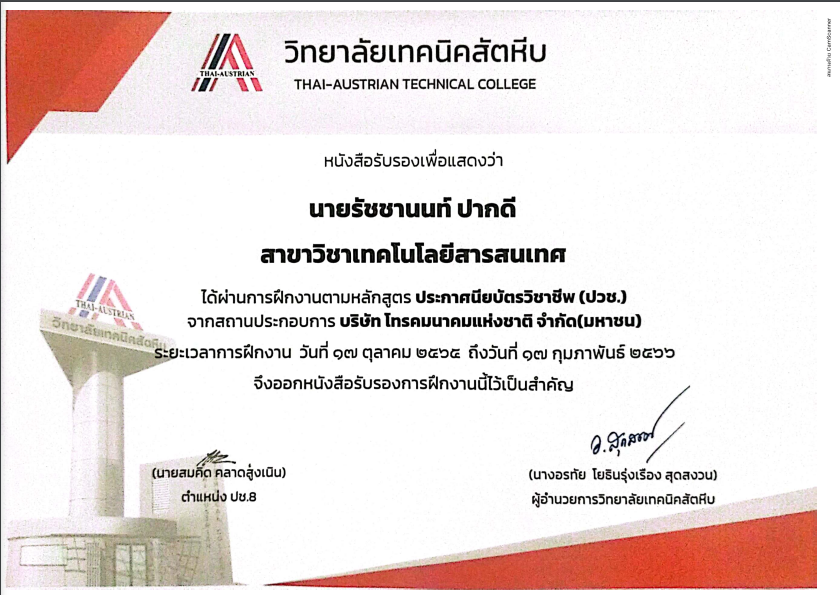 วิทยาลัยเทคนิคสัตหีบ
THAI-AUSTRIAN
THAI-AUSTRIAN TECHNICAL COLLEGE
หนังสือรับรองเพื่อแสดงว่า
นายรัชชานนท์ ปากดี
สาขาวิชาเทคโนโลยีสารสนเทศ
ได้ผ่านการฝึกงานตามหลักสูตร ประกาศนียบัตรวิชาชีพ (ปวช.)
จากสถานประกอบการ บริษัท โทรคมนาคมแห่งชาติ จำกัด(มหาชน)
THAI-AUSTRIAN
วิทยาลัยเทคนิคสัตหีบ
ระยะเวลาการฝึกงาน วันที่ ๑๗ ตุลาคม ๒๕๖๕ ถึงวันที่ ๑๗ กุมภาพันธ์ ๒๕๖๖
จึงออกหนังสือรับรองการฝึกงานนี้ไว้เป็นสำคัญ
(นายสมคิด คลาดสูงเนิน)
ตำแหน่ง ปช.8
(นางอรทัย โยธินรุ่งเรือง สุดสงวน)
ผู้อำนวยการวิทยาลัยเทคนิคสัตหีบ
สแกนด้วย CamScanner